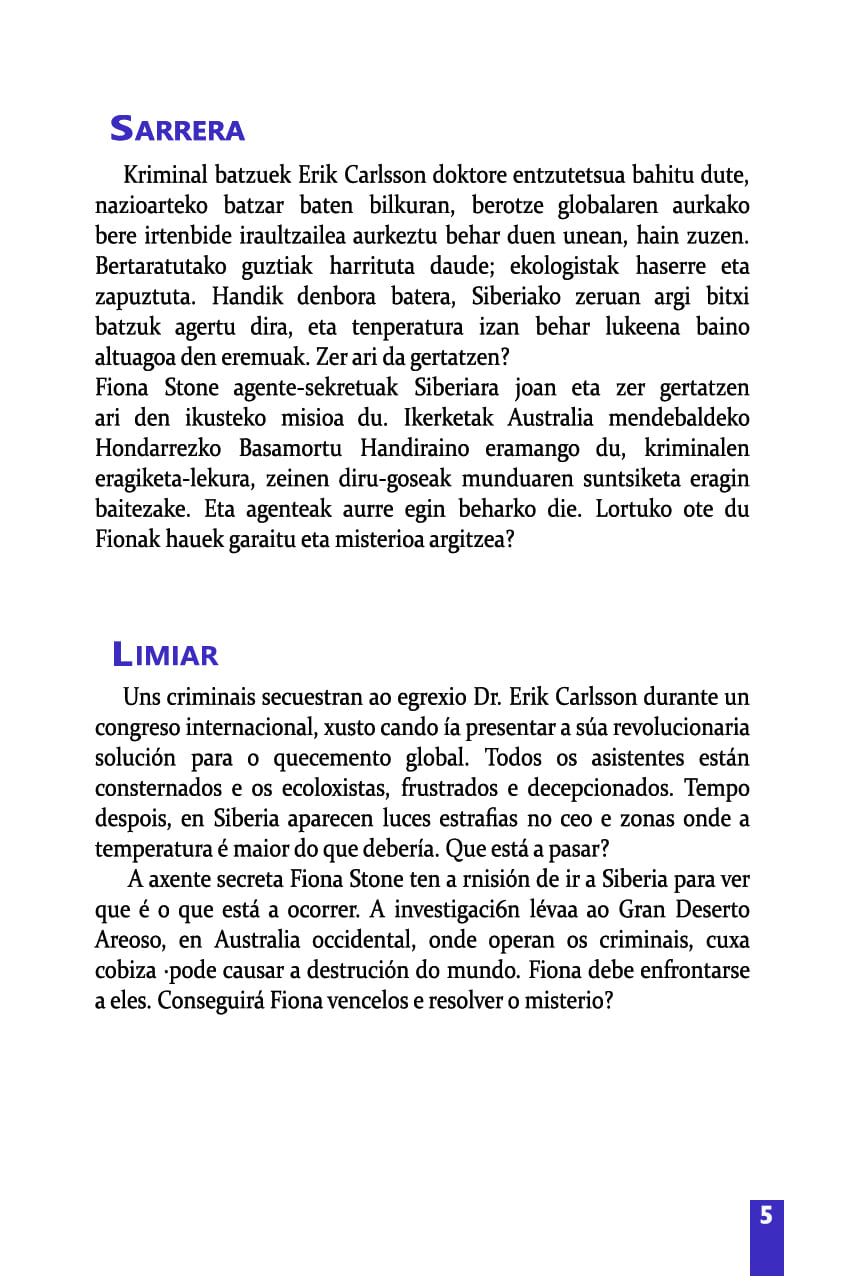 SARRERA
Kriminal batzuek Erik Carlsson doktore entzutetsua bahitu dute,
nazioarteko batzar baten bilkuran, berotze globalaren aurkako
bere irtenbide iraultzailea aurkeztu behar duen unean, hain zuzen.
Bertaratutako guztiak harrituta daude; ekologistak haserre eta
zapuztuta. Handik denbora batera, Siberiako zeruan argi bitxi
batzuk agertu dira, eta tenperatura izan behar lukeena baino
altuagoa den eremuak. Zer ari da gertatzen?
Fiona Stone agente-sekretuak Siberiara joan eta zer gertatzen
ari den ikusteko misioa du. Ikerketak Australia mendebaldeko
Hondarrezko Basamortu Handiraino eramango du, kriminalen
eragiketa-lekura, zeinen diru-goseak munduaren suntsiketa eragin
baitezake. Eta agenteak aurre egin beharko die. Lortuko ote du
Fionak hauek garaitu eta misterioa argitzea?
LIMIAR
Uns criminais secuestran ao egrexio Dr. Erik Carlsson durante un
congreso internacional, xusto cando ía presentar a súa revolucionaria
solución para o quecemento global. Todos os asistentes están
consternados e os ecoloxistas, frustrados e decepcionados. Tempo
despois, en Siberia aparecen luces estrafias no ceo e zonas onde a
temperatura é maior do que debería. Que está a pasar?
A axente secreta Fiona Stone ten a rnisión de ir a Siberia para ver
que é o que está a ocorrer. A investigaci6n lévaa ao Gran Deserto
Areoso, en Australia occidental, onde operan os criminais, cuxa
cobiza ·pode causar a destrución do mundo. Fiona debe enfrontarse
a eles. Conseguirá Fiona vencelos e resolver o misterio?
5